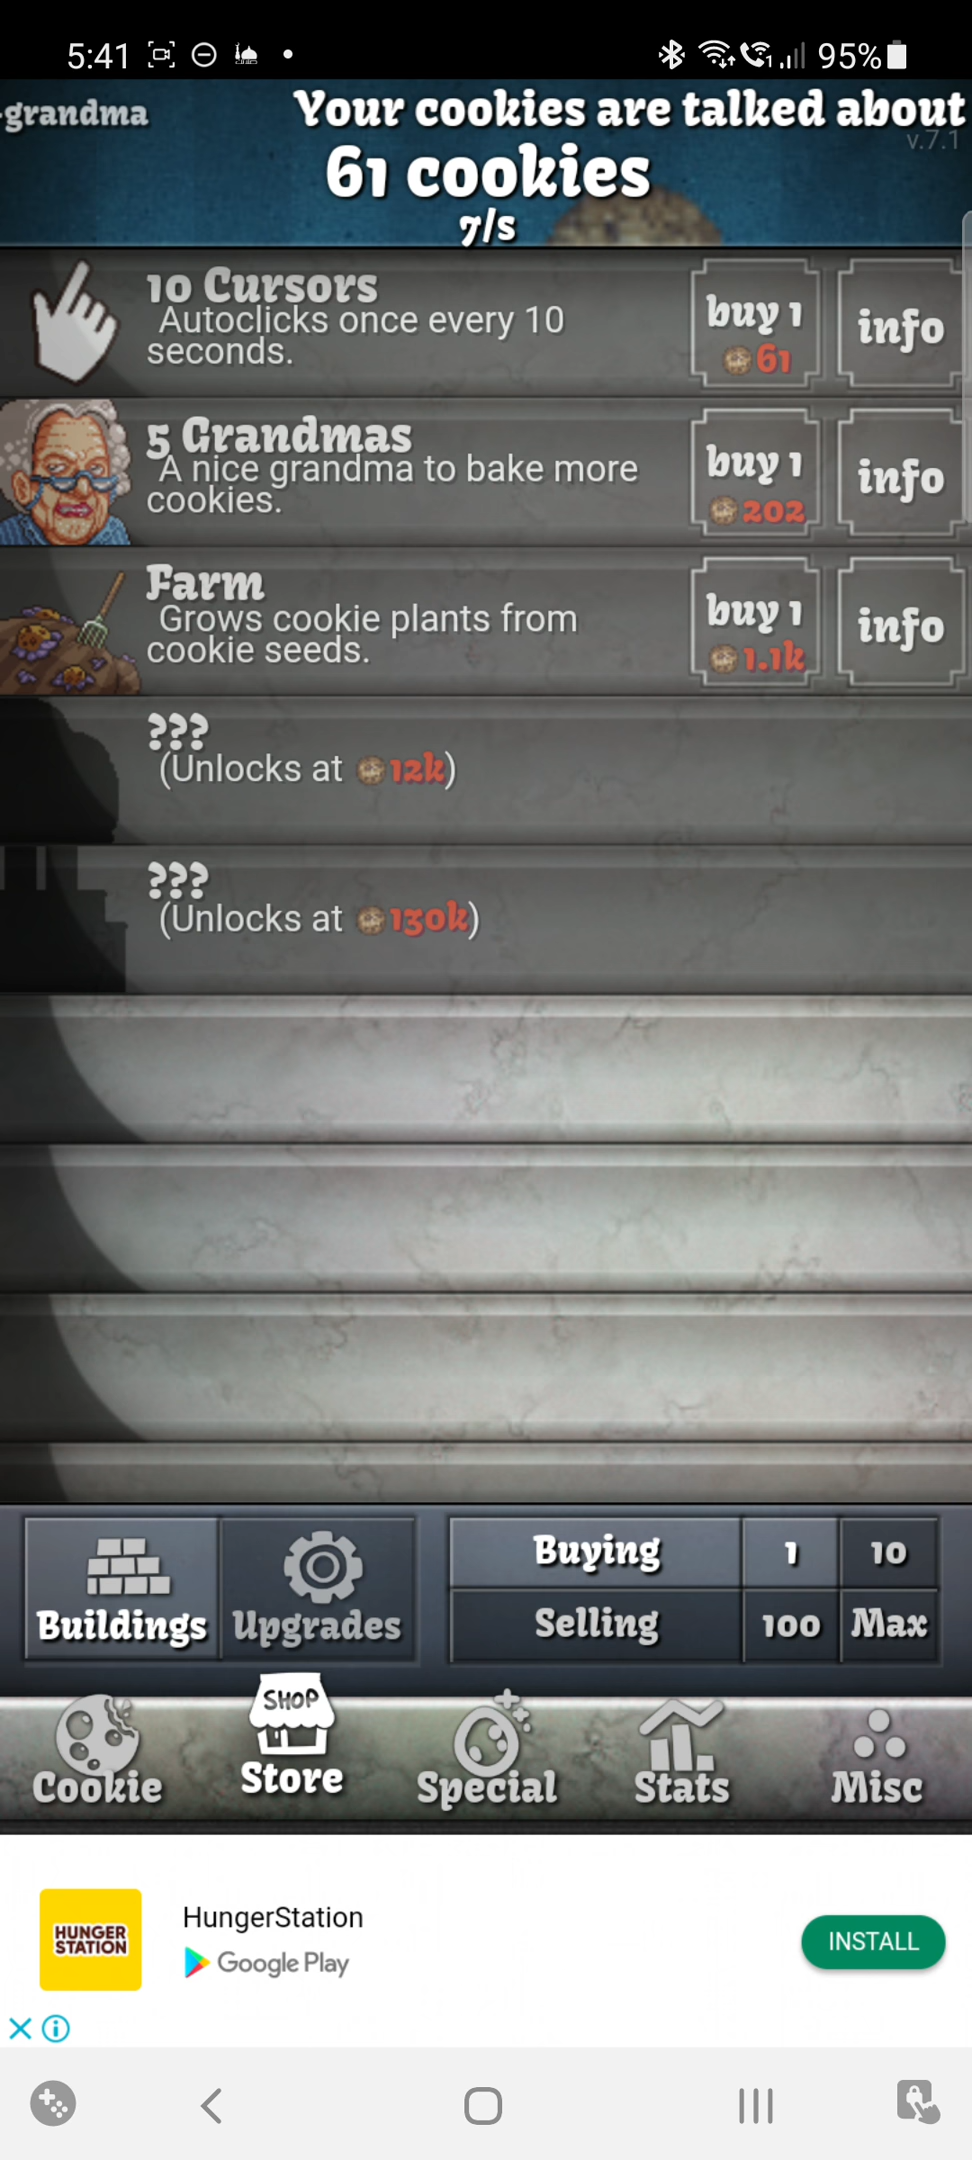 5:41
95%
-grandma
Your cookies are talked about
v.7.1
61 cookies
7/s
10 Cursors
Autoclicks once every 10
seconds.
buy 1
61
info
5 Grandmas
A nice grandma to bake more
cookies.
buy 1
202
info
Farm
Grows cookie plants from
cookie seeds.
buy 1
1.1k
info
???
(Unlocks at 12k)
???
(Unlocks at 130k)
Buildings
Upgrades
Buying
1
10
Selling
100
Max
SHOP
Cookie
Store
Special
Stats
Misc
HUNGER
STATION
HungerStation
Google Play
INSTALL